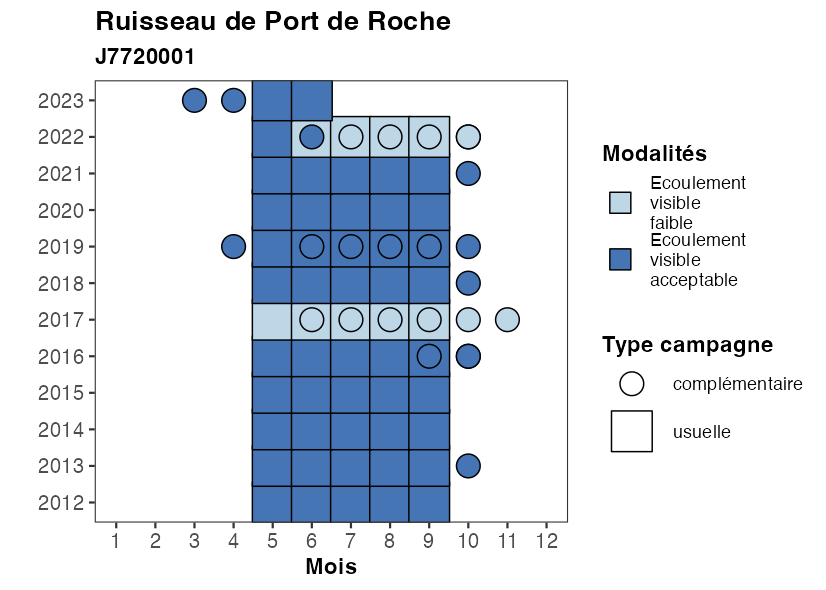 Ruisseau de Port de Roche
J7720001
2023
2022
2021
2020
2019
2018
2017
2016
2015
2014
2013
2012
1 2 3 4 5 6 7 8 9 10 11 12
Mois
Modalités
Ecoulement
visible
faible
Ecoulement
visible
acceptable
Type campagne
complémentaire
usuelle